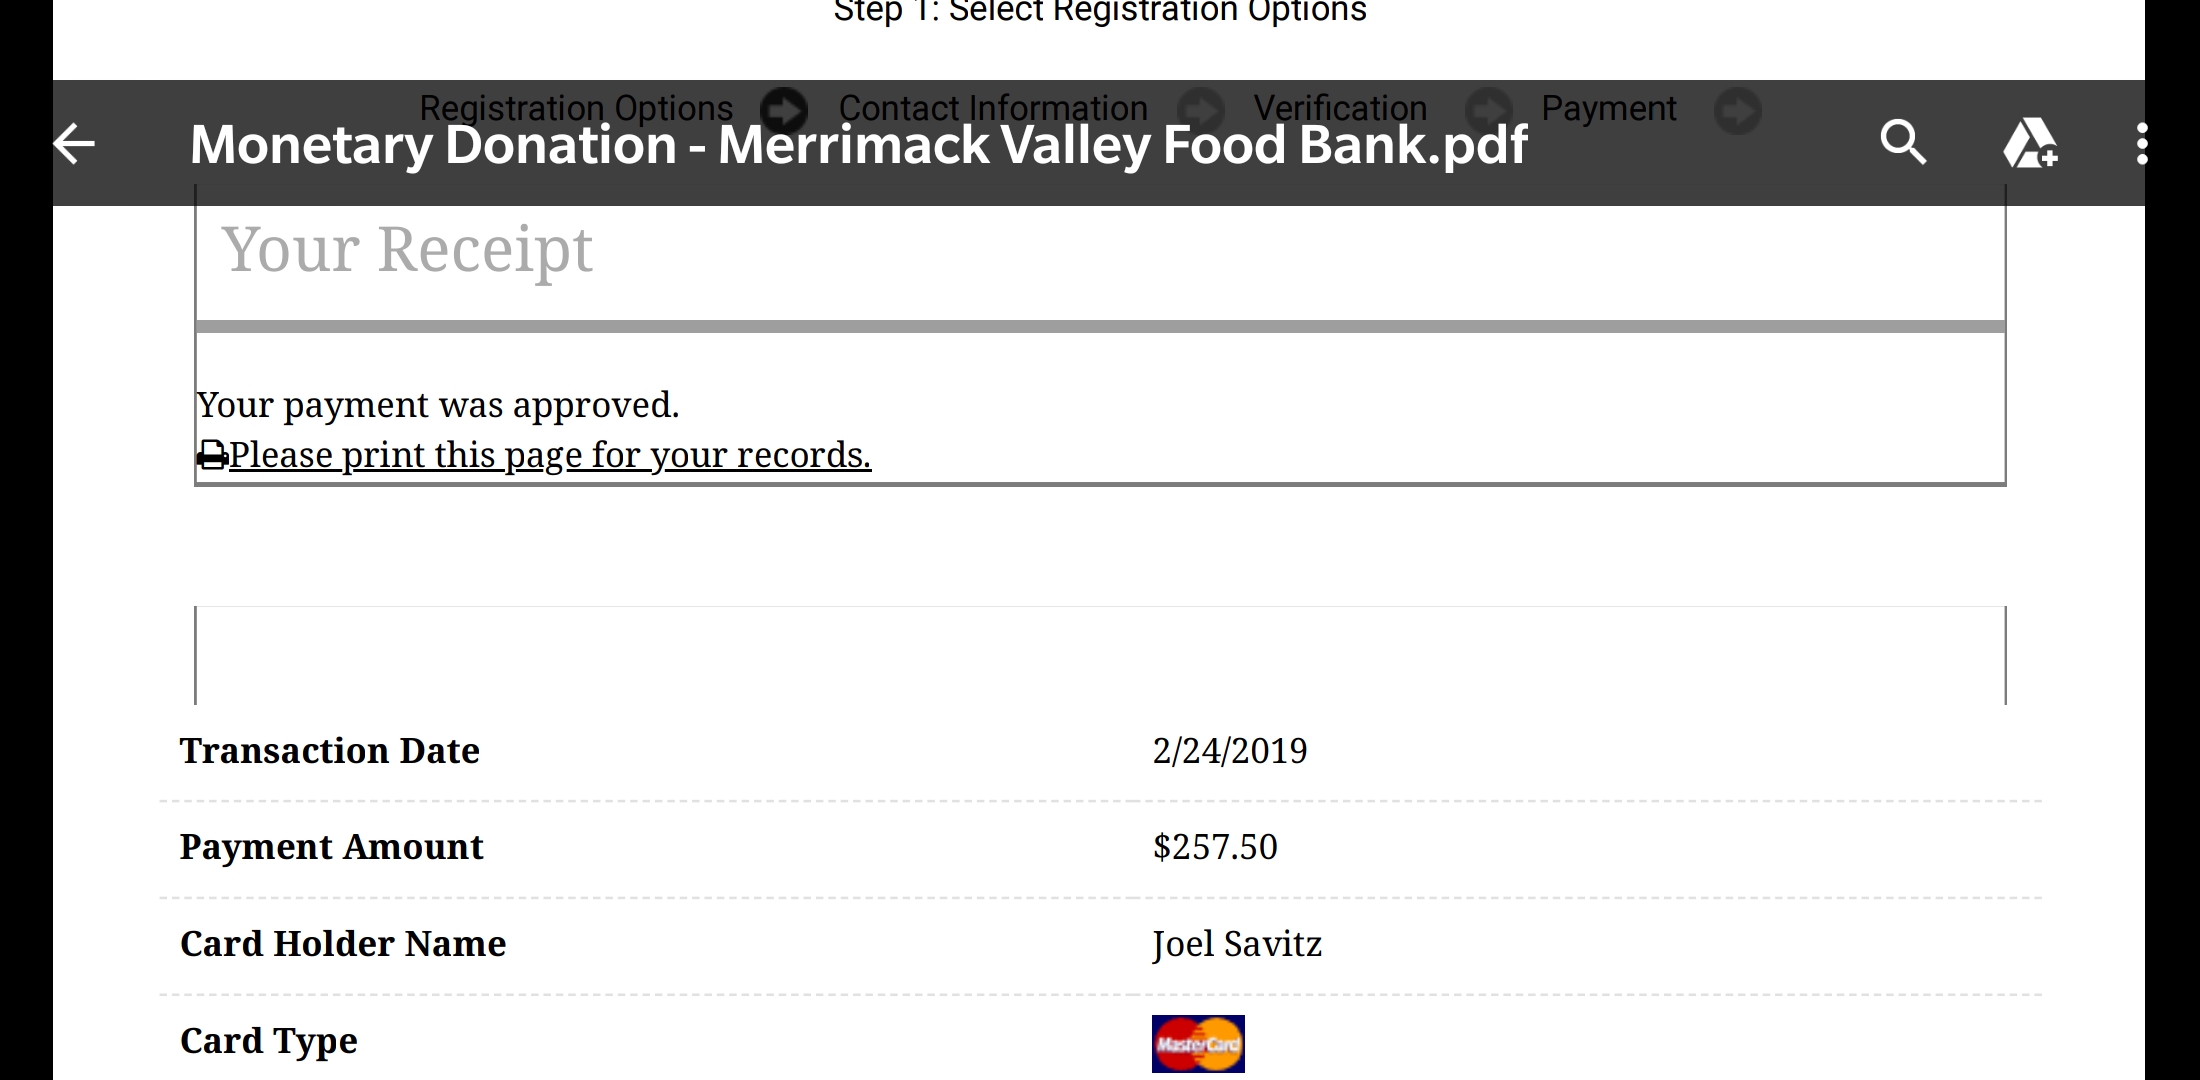 Step 1: Select Registration Options
Registration Options Contact Information Verification Payment
Monetary Donation - Merrimack Valley Food Bank.pdf
Your Receipt
Your payment was approved.
Please print this page for your records.
Transaction Date 2/24/2019
Payment Amount $257.50
Card Holder Name Joel Savitz
Card Type MasterCard